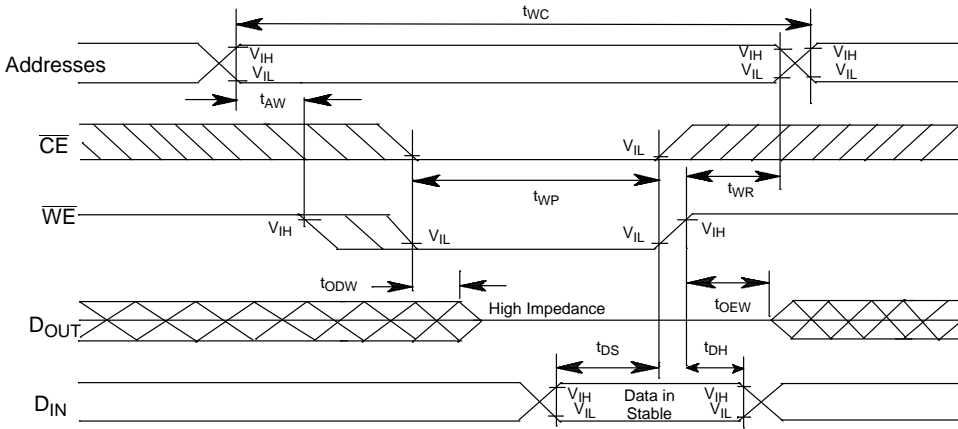 tWC
Addresses VIH VIL VIH VIL VIH VIL
tAW
CE VIL
tWP tWR
WE VIH VIL VIL VIH
tODW High Impedance tOEW
DOUT
tDS tDH
DIN VIH VIL Data in Stable VIH VIL